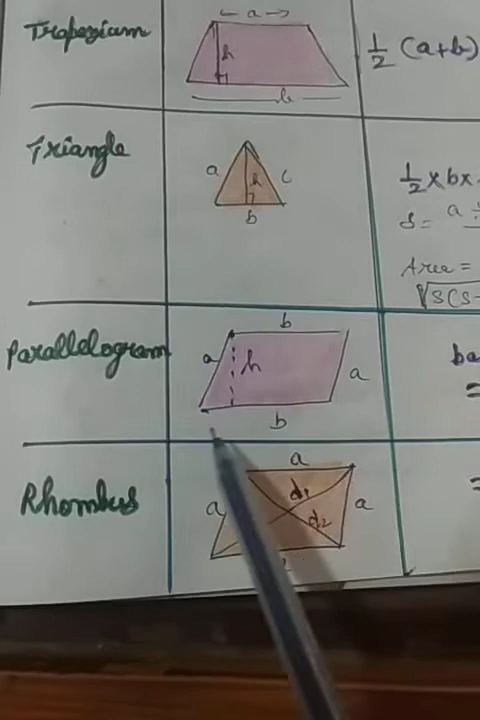 Trapezium
← a →
h
b
1/2 (a+b)
Triangle
a
h
c
b
1/2 × b ×
S = a +
Area =
√S(S-
Parallelogram
b
a
h
a
b
ba
=
Rhombus
a
a
d1
a
d2
=